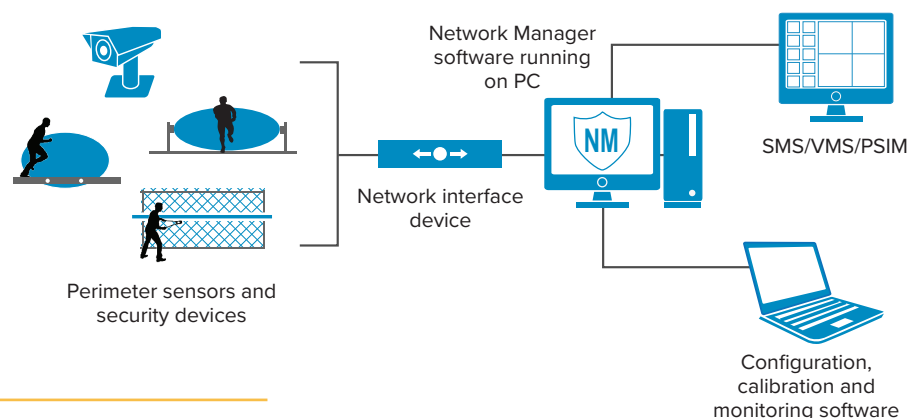 Network Manager
software running
on PC
NM
SMS/VMS/PSIM
Network interface
device
Perimeter sensors and
security devices
Configuration,
calibration and
monitoring software